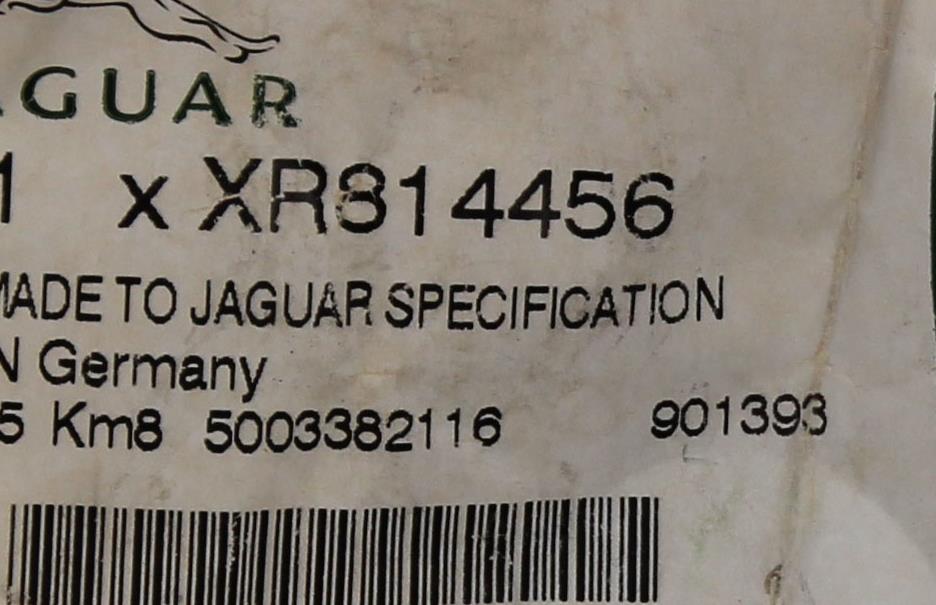 AGUAR
1 x XR814456
MADE TO JAGUAR SPECIFICATION
N Germany
5 Km8 5003382116 901393